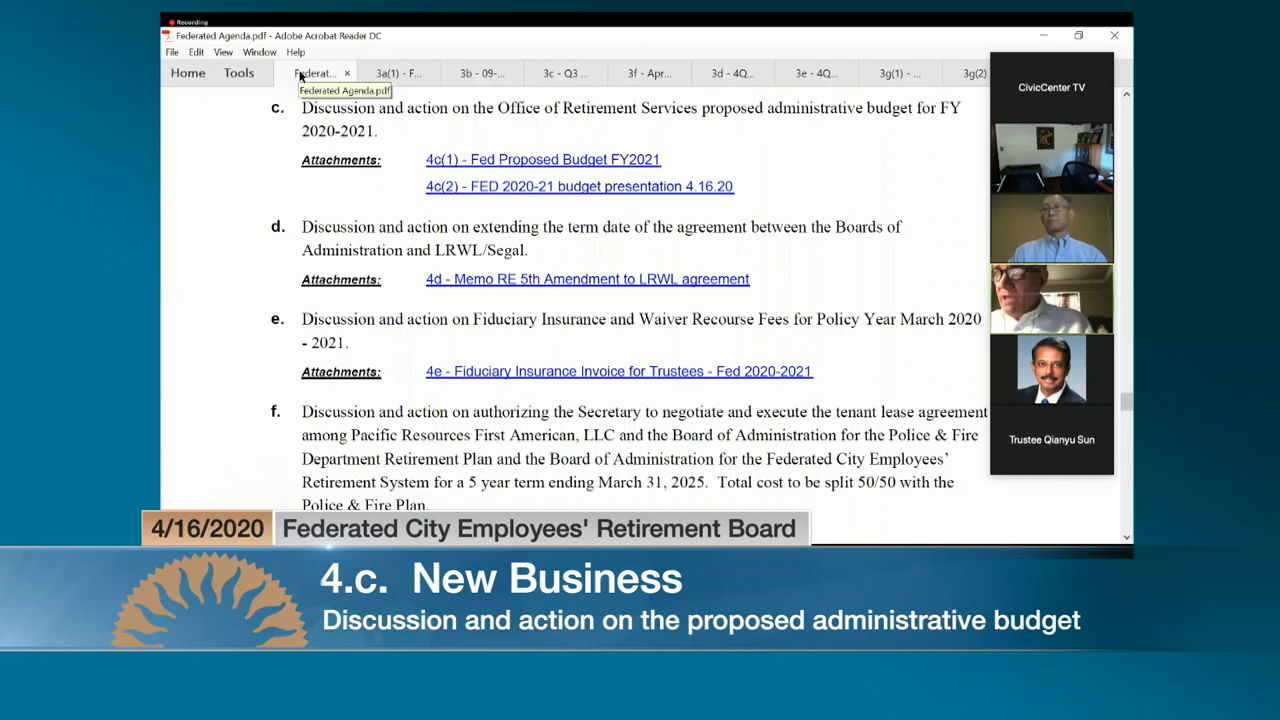 Recording
Federated Agenda.pdf - Adobe Acrobat Reader DC
File Edit View Window Help
Home Tools Federat... × 3a(1) - F... 3b - 09-... 3c - Q3 ... 3f - Apr... 3d - 4Q... 3e - 4Q... 3g(1) - ... 3g(2)
Federated Agenda.pdf
c. Discussion and action on the Office of Retirement Services proposed administrative budget for FY
2020-2021.
Attachments: 4c(1) - Fed Proposed Budget FY2021
4c(2) - FED 2020-21 budget presentation 4.16.20
d. Discussion and action on extending the term date of the agreement between the Boards of
Administration and LRWL/Segal.
Attachments: 4d - Memo RE 5th Amendment to LRWL agreement
e. Discussion and action on Fiduciary Insurance and Waiver Recourse Fees for Policy Year March 2020
- 2021.
Attachments: 4e - Fiduciary Insurance Invoice for Trustees - Fed 2020-2021
f. Discussion and action on authorizing the Secretary to negotiate and execute the tenant lease agreement
among Pacific Resources First American, LLC and the Board of Administration for the Police & Fire
Department Retirement Plan and the Board of Administration for the Federated City Employees’
Retirement System for a 5 year term ending March 31, 2025. Total cost to be split 50/50 with the
Police & Fire Plan.
CivicCenter TV
Trustee Qianyu Sun
4/16/2020 Federated City Employees' Retirement Board
4.c. New Business
Discussion and action on the proposed administrative budget